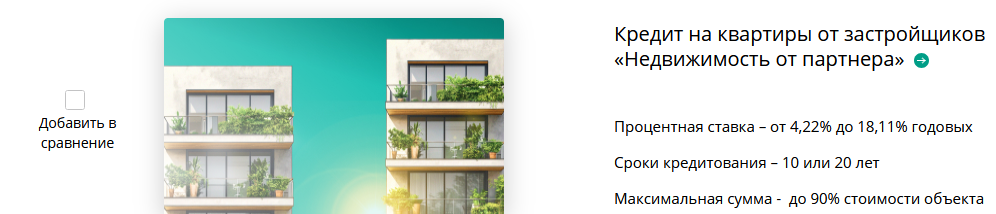 Добавить в
сравнение
Кредит на квартиры от застройщиков
«Недвижимость от партнера»
Процентная ставка – от 4,22% до 18,11% годовых
Сроки кредитования – 10 или 20 лет
Максимальная сумма - до 90% стоимости объекта